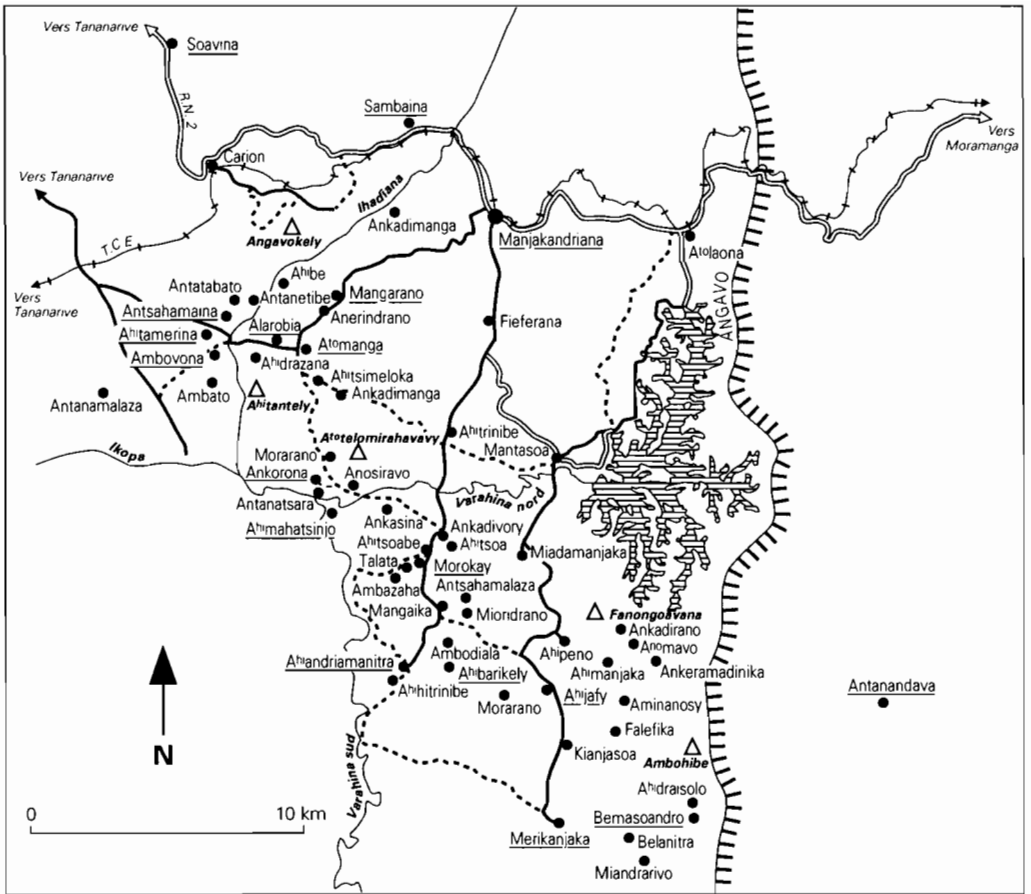 Vers Tananarive
Soavina
R.N. 2
Sambaina
Vers
Moramanga
Carion
Vers Tananarive
Ihadiana
Ankadimanga
Angavokely
Manjakandriana
T.C.E
Aᵗᵒlaona
Vers
Tananarive
Aʰⁱbe
Antatabato
Antanetibe
Mangarano
ANGAVO
Antsahamaina
Anerindrano
Fieferana
Aʰⁱtamerina
Alarobia
Aᵗᵒmanga
Ambovona
Aʰⁱdrazana
Aʰⁱtsimeloka
Ambato
Ankadimanga
Antanamalaza
Aʰⁱtantely
Aᵗᵒtelomirahavavy
Aʰⁱtrinibe
Mantasoa
Ikopa
Morarano
Ankorona
Anosiravo
Varahina nord
Antanatsara
Aʰⁱmahatsinjo
Ankasina
Ankadivory
Aʰⁱtsoabe
Aʰⁱtsoa
Talata
Morokay
Miadamanjaka
Ambazaha
Antsahamalaza
Mangaika
Mioridrano
Fanongoavana
Ankadirano
Aⁿᵒmavo
Ambodiala
Aʰⁱpeno
Aʰⁱandriamanitra
Aʰⁱbarikely
Aʰⁱmanjaka
Ankeramadinika
Aʰⁱhitrinibe
Morarano
Aʰⁱjafy
Aminanosy
Antanandava
Falefika
Kianjasoa
Ambohibe
N
Varahina sud
Aʰⁱdraisolo
0 10 km
Bemasoandro
Merikanjaka
Belanitra
Miandrarivo